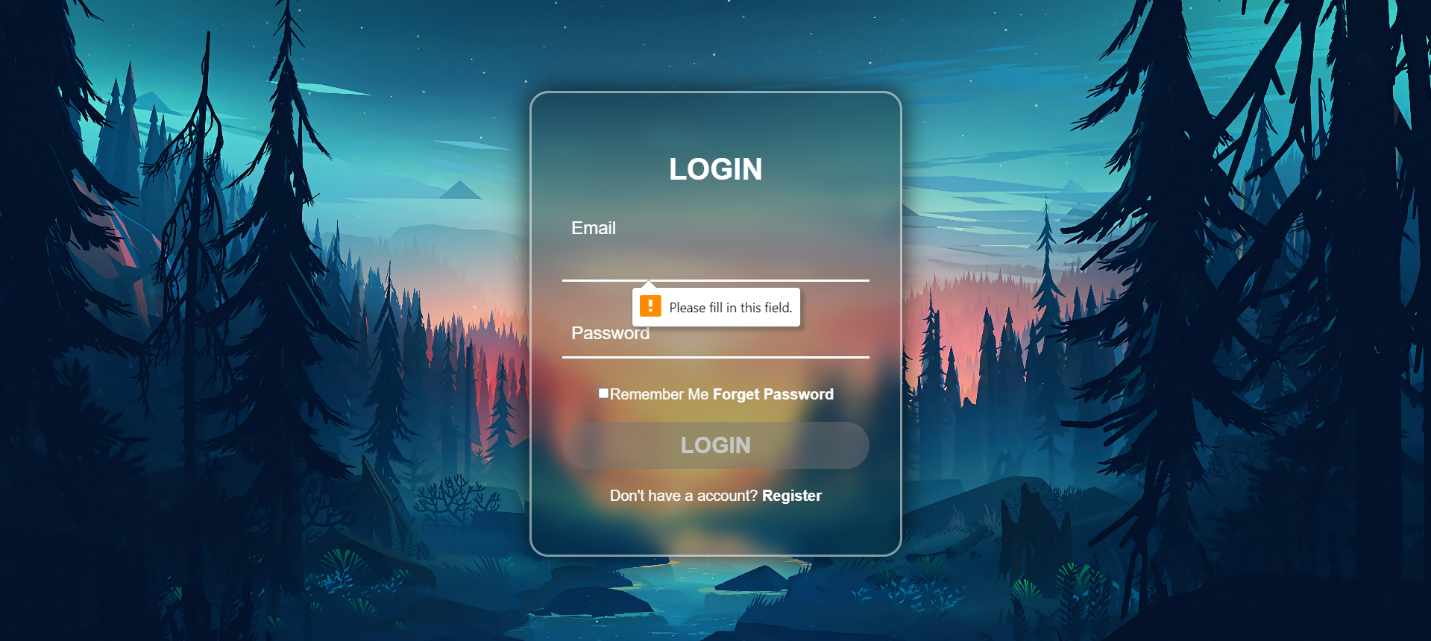 LOGIN
Email
! Please fill in this field.
Password
Remember Me Forget Password
LOGIN
Don't have a account? Register